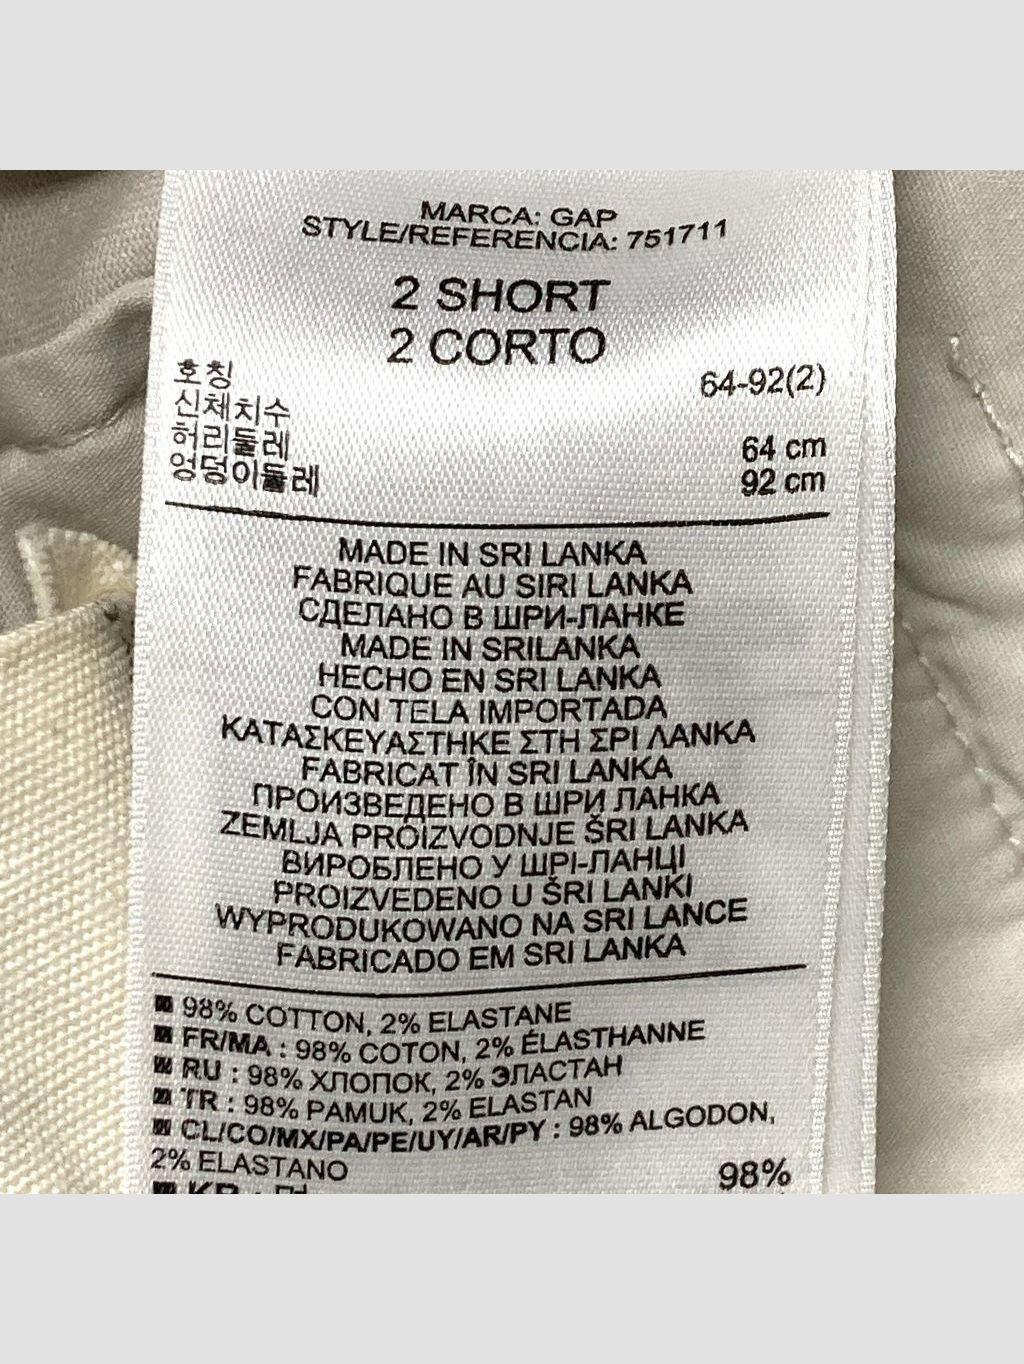 MARCA: GAP
STYLE/REFERENCIA: 751711
2 SHORT
2 CORTO
호칭 64-92(2)
신체치수
허리둘레 64 cm
엉덩이둘레 92 cm
MADE IN SRI LANKA
FABRIQUE AU SIRI LANKA
СДЕЛАНО В ШРИ-ЛАНКЕ
MADE IN SRILANKA
HECHO EN SRI LANKA
CON TELA IMPORTADA
ΚΑΤΑΣΚΕΥΑΣΤΗΚΕ ΣΤΗ ΣΡΙ ΛΑΝΚΑ
FABRICAT ÎN SRI LANKA
ПРОИЗВЕДЕНО В ШРИ ЛАНКА
ZEMLJA PROIZVODNJE ŠRI LANKA
ВИРОБЛЕНО У ШРІ-ЛАНЦІ
PROIZVEDENO U ŠRI LANKI
WYPRODUKOWANO NA SRI LANCE
FABRICADO EM SRI LANKA
98% COTTON, 2% ELASTANE
FR/MA : 98% COTON, 2% ÉLASTHANNE
RU : 98% ХЛОПОК, 2% ЭЛАСТАН
TR : 98% PAMUK, 2% ELASTAN
CL/CO/MX/PA/PE/UY/AR/PY : 98% ALGODON,
2% ELASTANO
98%